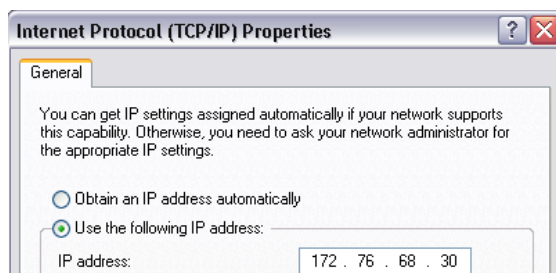 Internet Protocol (TCP/IP) Properties
General
You can get IP settings assigned automatically if your network supports
this capability. Otherwise, you need to ask your network administrator for
the appropriate IP settings.
Obtain an IP address automatically
Use the following IP address:
IP address: 172 . 76 . 68 . 30